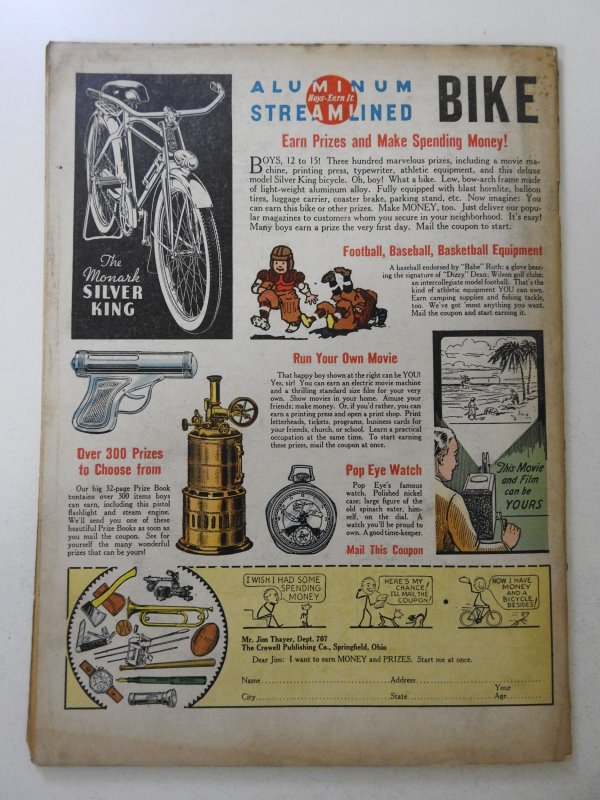 ALUMINUM
Boys-Earn It
STREAMLINED
BIKE
The
Monark
SILVER
KING
Earn Prizes and Make Spending Money!
BOYS, 12 to 15! Three hundred marvelous prizes, including a movie ma-
chine, printing press, typewriter, athletic equipment, and this deluxe
model Silver King bicycle. Oh, boy! What a bike. Low, bow-arch frame made
of light-weight aluminum alloy. Fully equipped with blast hornlite, balloon
tires, luggage carrier, coaster brake, parking stand, etc. Now imagine: You
can earn this bike or other prizes. Make MONEY, too. Just deliver our popu-
lar magazines to customers whom you secure in your neighborhood. It's easy!
Many boys earn a prize the very first day. Mail the coupon to start.
Football, Baseball, Basketball Equipment
A baseball endorsed by "Babe" Ruth; a glove bear-
ing the signature of "Dizzy" Dean; Wilson golf clubs;
an intercollegiate model football. That's the
kind of athletic equipment YOU can own.
Earn camping supplies and fishing tackle,
too. We've got most anything you want.
Mail the coupon and start earning it.
Run Your Own Movie
That happy boy shown at the right can be YOU!
Yes, sir! You can earn an electric movie machine
and a thrilling standard size film for your very
own. Show movies in your home. Amuse your
friends; make money. Or, if you'd rather, you can
earn a printing press and open a print shop. Print
letterheads, tickets, programs, business cards for
your friends, church, or school. Learn a practical
occupation at the same time. To start earning
these prizes, mail the coupon at once.
Over 300 Prizes
to Choose from
Our big 32-page Prize Book
contains over 300 items boys
can earn, including this pistol
flashlight and steam engine.
We'll send you one of these
beautiful Prize Books as soon as
you mail the coupon. See for
yourself the many wonderful
prizes that can be yours!
Pop Eye Watch
Pop Eye's famous
watch. Polished nickel
case; large figure of the
old spinach eater, him-
self, on the dial. A
watch you'll be proud to
own. A good time-keeper.
Mail This Coupon
This Movie
and Film
can be
YOURS
I WISH I HAD SOME
SPENDING
MONEY
HERE'S MY
CHANCE!
I'LL MAIL THE
COUPON!
NOW I HAVE
MONEY
AND A
BICYCLE,
BESIDES!
Mr. Jim Thayer, Dept. 707
The Crowell Publishing Co., Springfield, Ohio
Dear Jim: I want to earn MONEY and PRIZES. Start me at once.
Name Address
City State Your Age